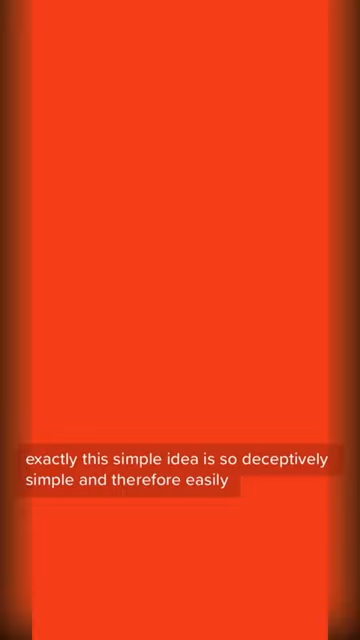 exactly this simple idea is so deceptively
simple and therefore easily